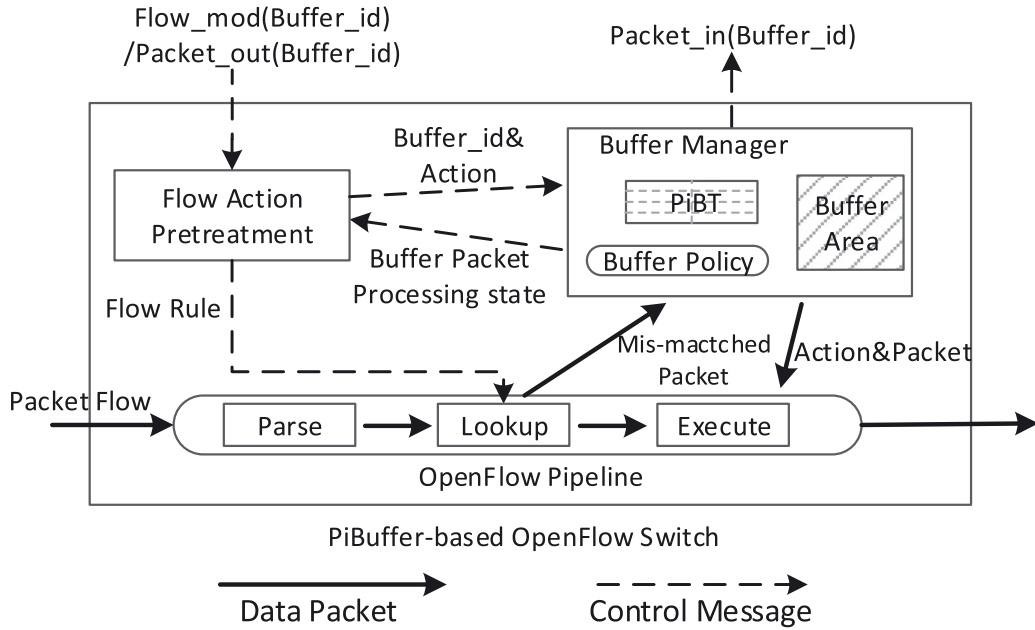 Flow_mod(Buffer_id)
/Packet_out(Buffer_id)
Packet_in(Buffer_id)
Buffer_id&
Action
Buffer Manager
Flow Action
Pretreatment
PiBT
Buffer
Area
Buffer Policy
Buffer Packet
Processing state
Flow Rule
Mis-mactched
Packet
Action&Packet
Packet Flow
Parse
Lookup
Execute
OpenFlow Pipeline
PiBuffer-based OpenFlow Switch
Data Packet
Control Message